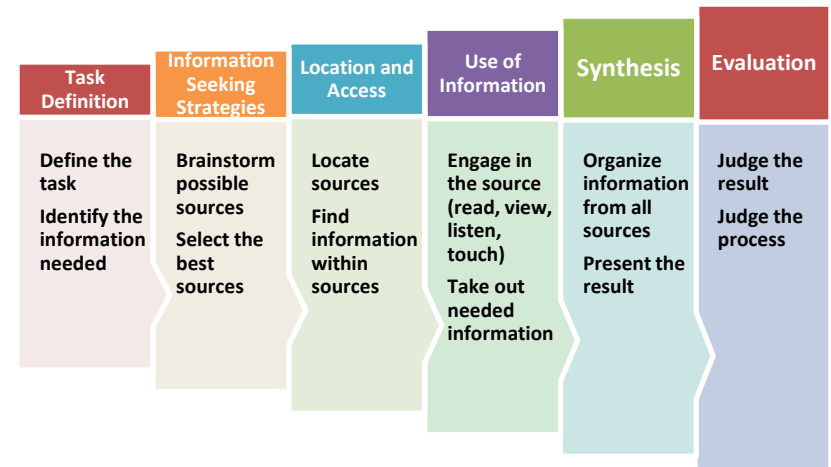 Task
Definition
Define the
task
Identify the
information
needed
Information
Seeking
Strategies
Brainstorm
possible
sources
Select the
best
sources
Location and
Access
Locate
sources
Find
information
within
sources
Use of
Information
Engage in
the source
(read, view,
listen,
touch)
Take out
needed
information
Synthesis
Organize
information
from all
sources
Present the
result
Evaluation
Judge the
result
Judge the
process